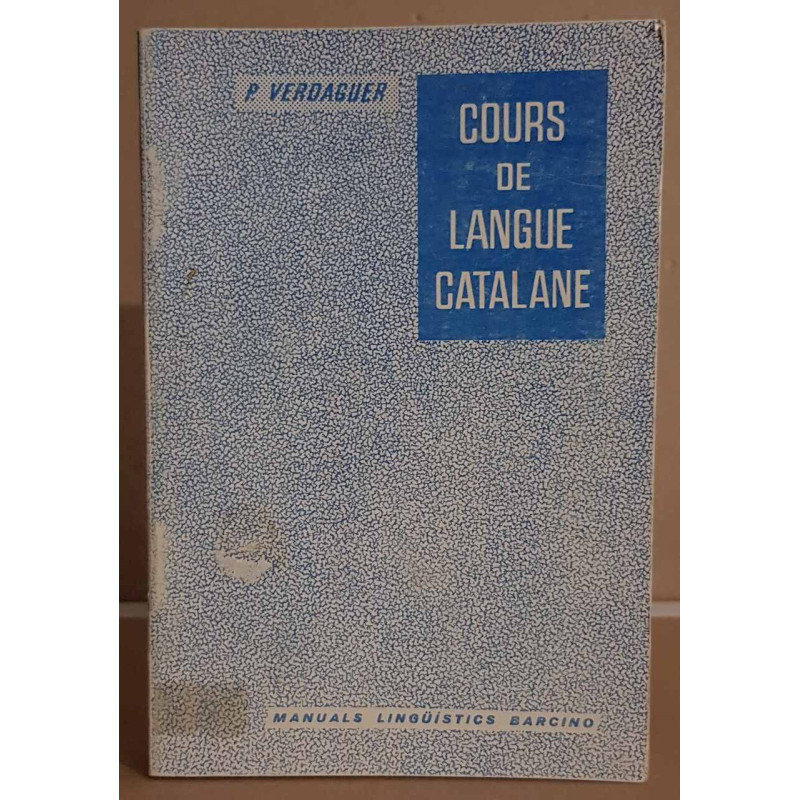 P VERDAGUER
COURS
DE
LANGUE
CATALANE
MANUALS LINGÜÍSTICS BARCINO